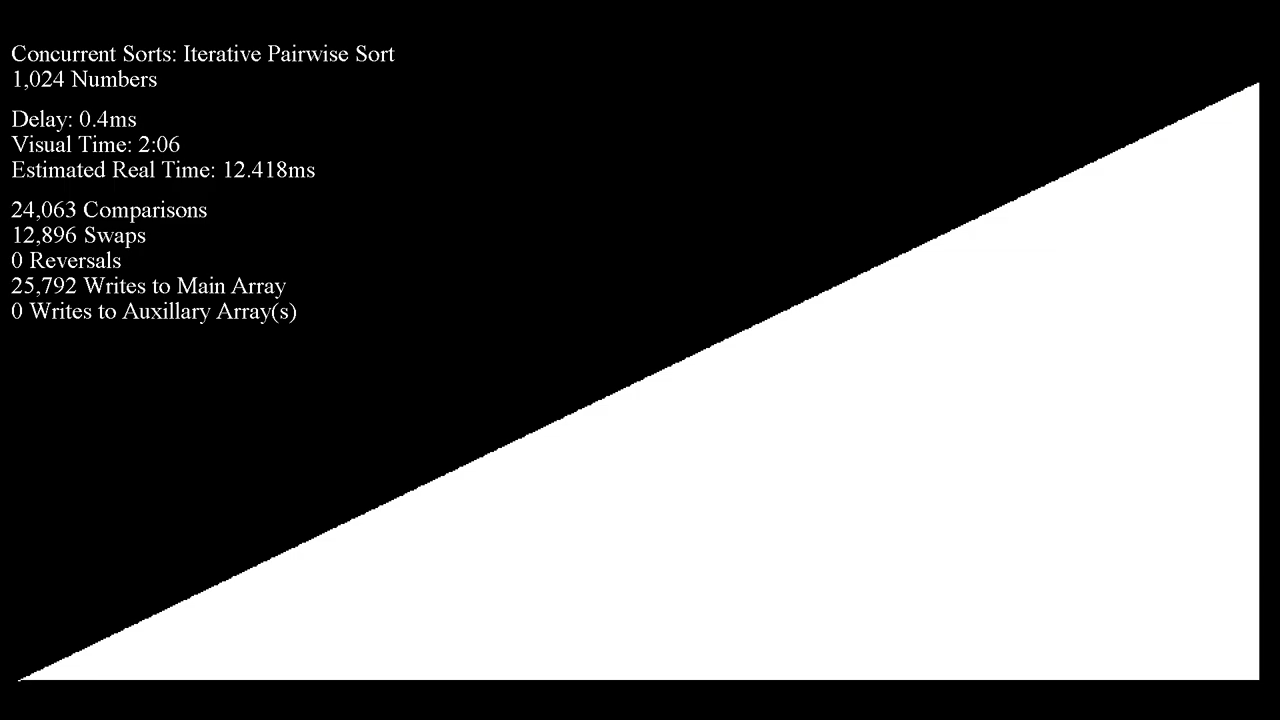 Concurrent Sorts: Iterative Pairwise Sort
1,024 Numbers
Delay: 0.4ms
Visual Time: 2:06
Estimated Real Time: 12.418ms
24,063 Comparisons
12,896 Swaps
0 Reversals
25,792 Writes to Main Array
0 Writes to Auxillary Array(s)